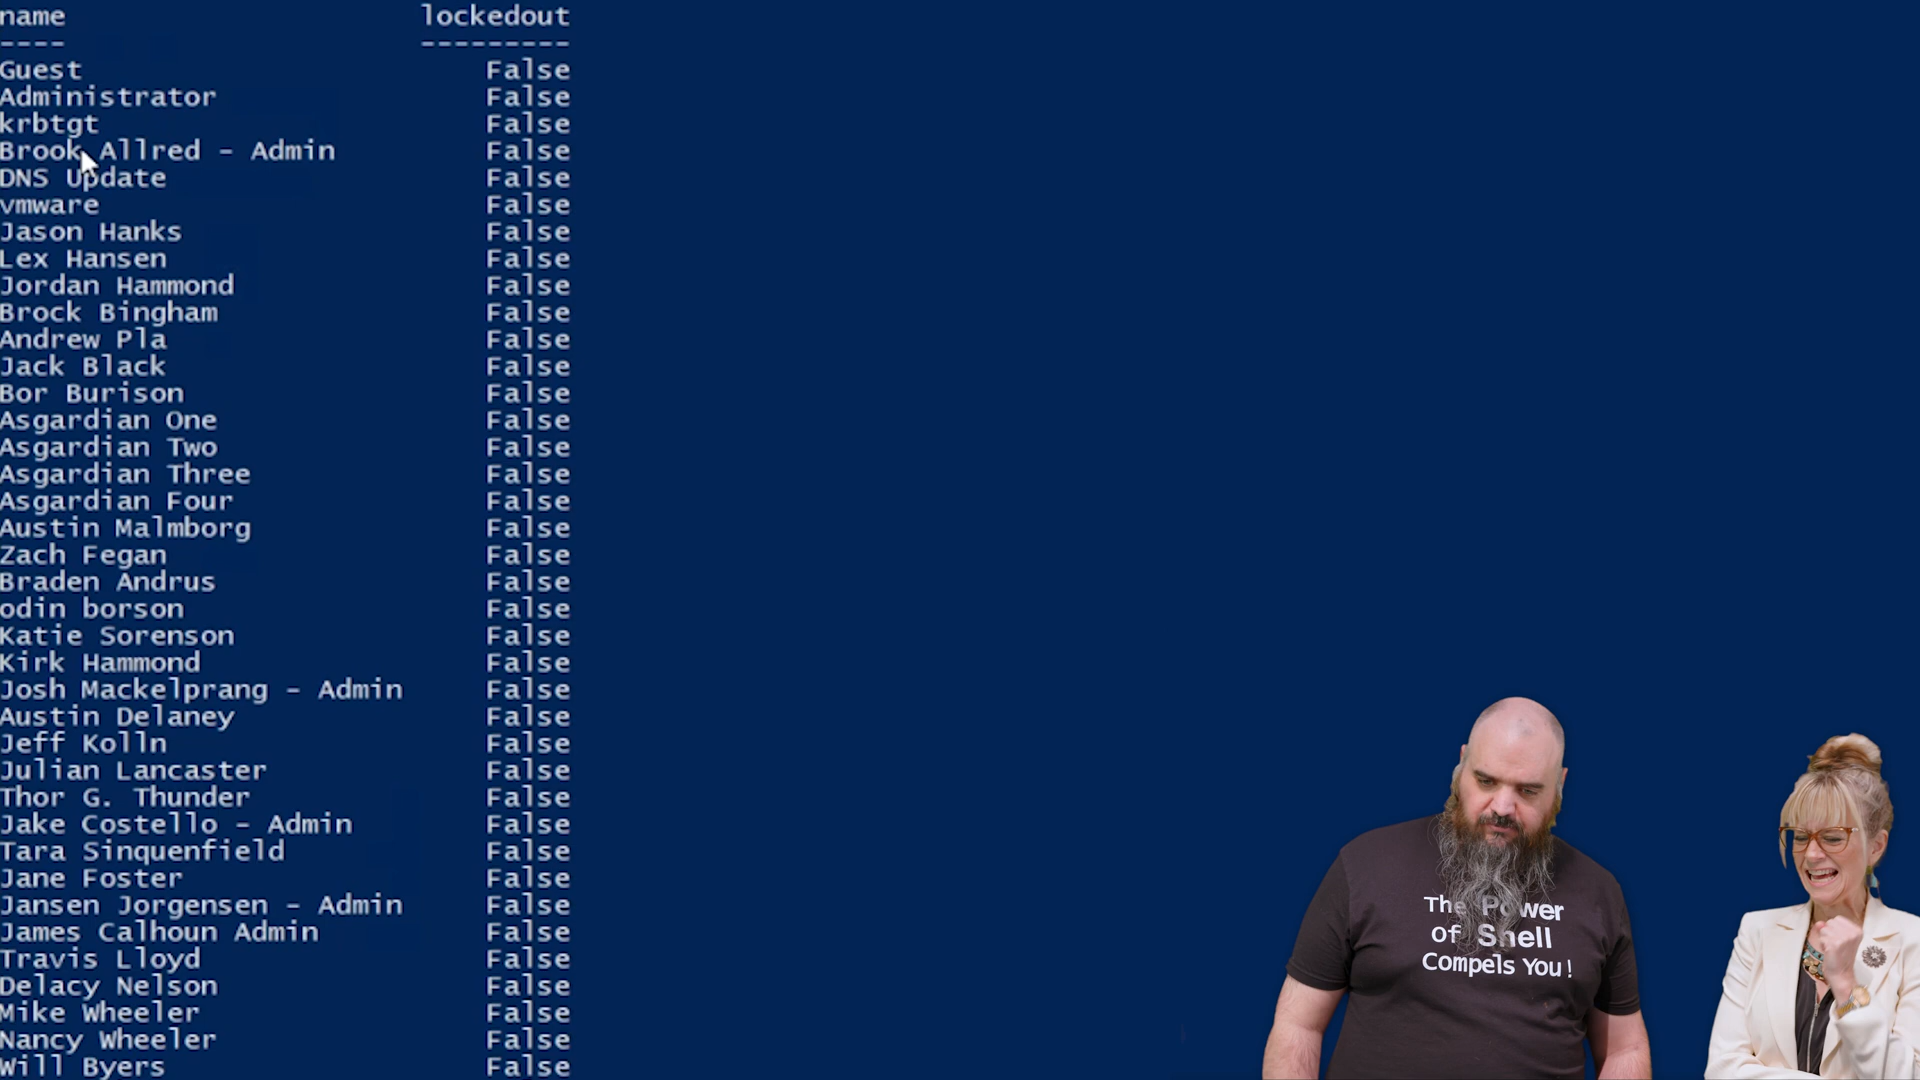 name lockedout
---- ---------
Guest False
Administrator False
krbtgt False
Brook Allred - Admin False
DNS Update False
vmware False
Jason Hanks False
Lex Hansen False
Jordan Hammond False
Brock Bingham False
Andrew Pla False
Jack Black False
Bor Burison False
Asgardian One False
Asgardian Two False
Asgardian Three False
Asgardian Four False
Austin Malmborg False
Zach Fegan False
Braden Andrus False
odin borson False
Katie Sorenson False
Kirk Hammond False
Josh Mackelprang - Admin False
Austin Delaney False
Jeff Kolln False
Julian Lancaster False
Thor G. Thunder False
Jake Costello - Admin False
Tara Sinquenfield False
Jane Foster False
Jansen Jorgensen - Admin False
James Calhoun Admin False
Travis Lloyd False
Delacy Nelson False
Mike Wheeler False
Nancy Wheeler False
Will Byers False
The Power
of Shell
Compels You!